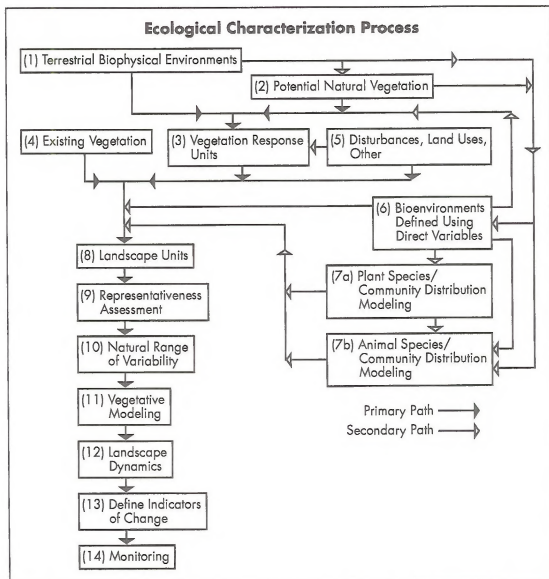 Ecological Characterization Process
(1) Terrestrial Biophysical Environments
(2) Potential Natural Vegetation
(4) Existing Vegetation
(3) Vegetation Response
Units
(5) Disturbances, Land Uses,
Other
(6) Bioenvironments
Defined Using
Direct Variables
(8) Landscape Units
(7a) Plant Species/
Community Distribution
Modeling
(9) Representativeness
Assessment
(10) Natural Range
of Variability
(7b) Animal Species/
Community Distribution
Modeling
(11) Vegetative
Modeling
Primary Path
Secondary Path
(12) Landscape
Dynamics
(13) Define Indicators
of Change
(14) Monitoring